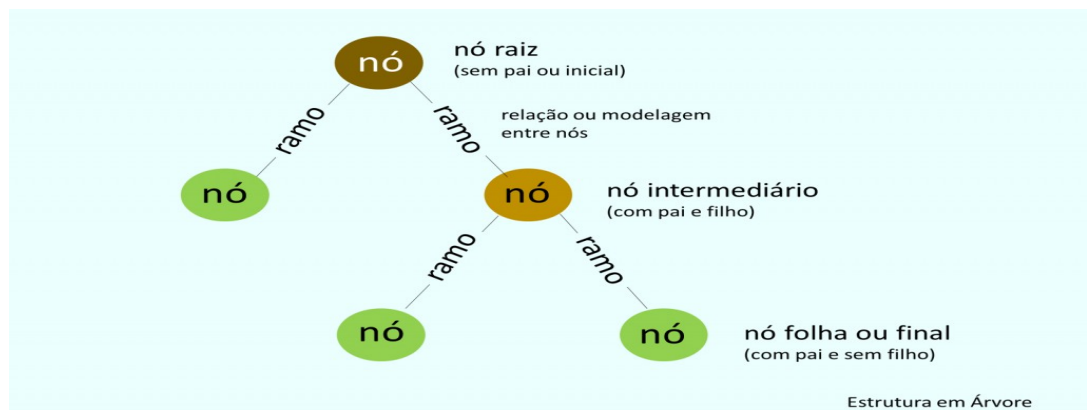 nó
nó raiz
(sem pai ou inicial)
ramo
ramo
relação ou modelagem
entre nós
nó
nó
nó intermediário
(com pai e filho)
ramo
ramo
nó
nó
nó folha ou final
(com pai e sem filho)
Estrutura em Árvore